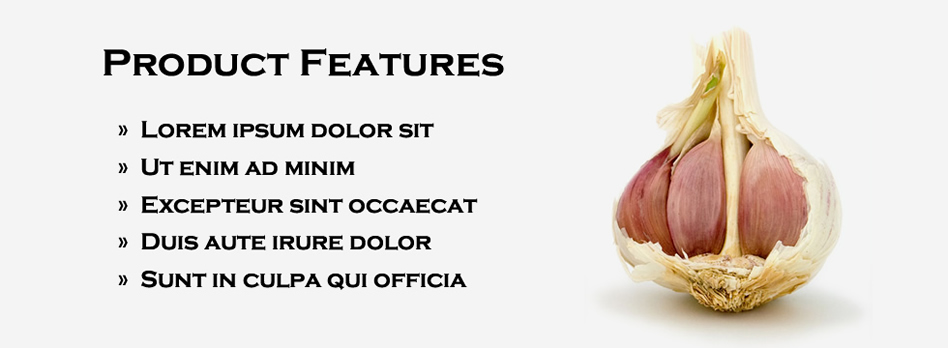 Product Features
» Lorem ipsum dolor sit
» Ut enim ad minim
» Excepteur sint occaecat
» Duis aute irure dolor
» Sunt in culpa qui officia